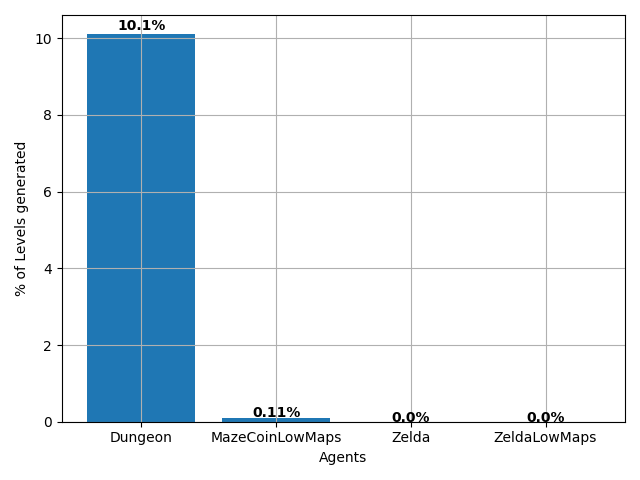 10.1%
10
8
6
4
2
0
0.11%
0.0%
0.0%
Dungeon
MazeCoinLowMaps
Zelda
ZeldaLowMaps
Agents
% of Levels generated